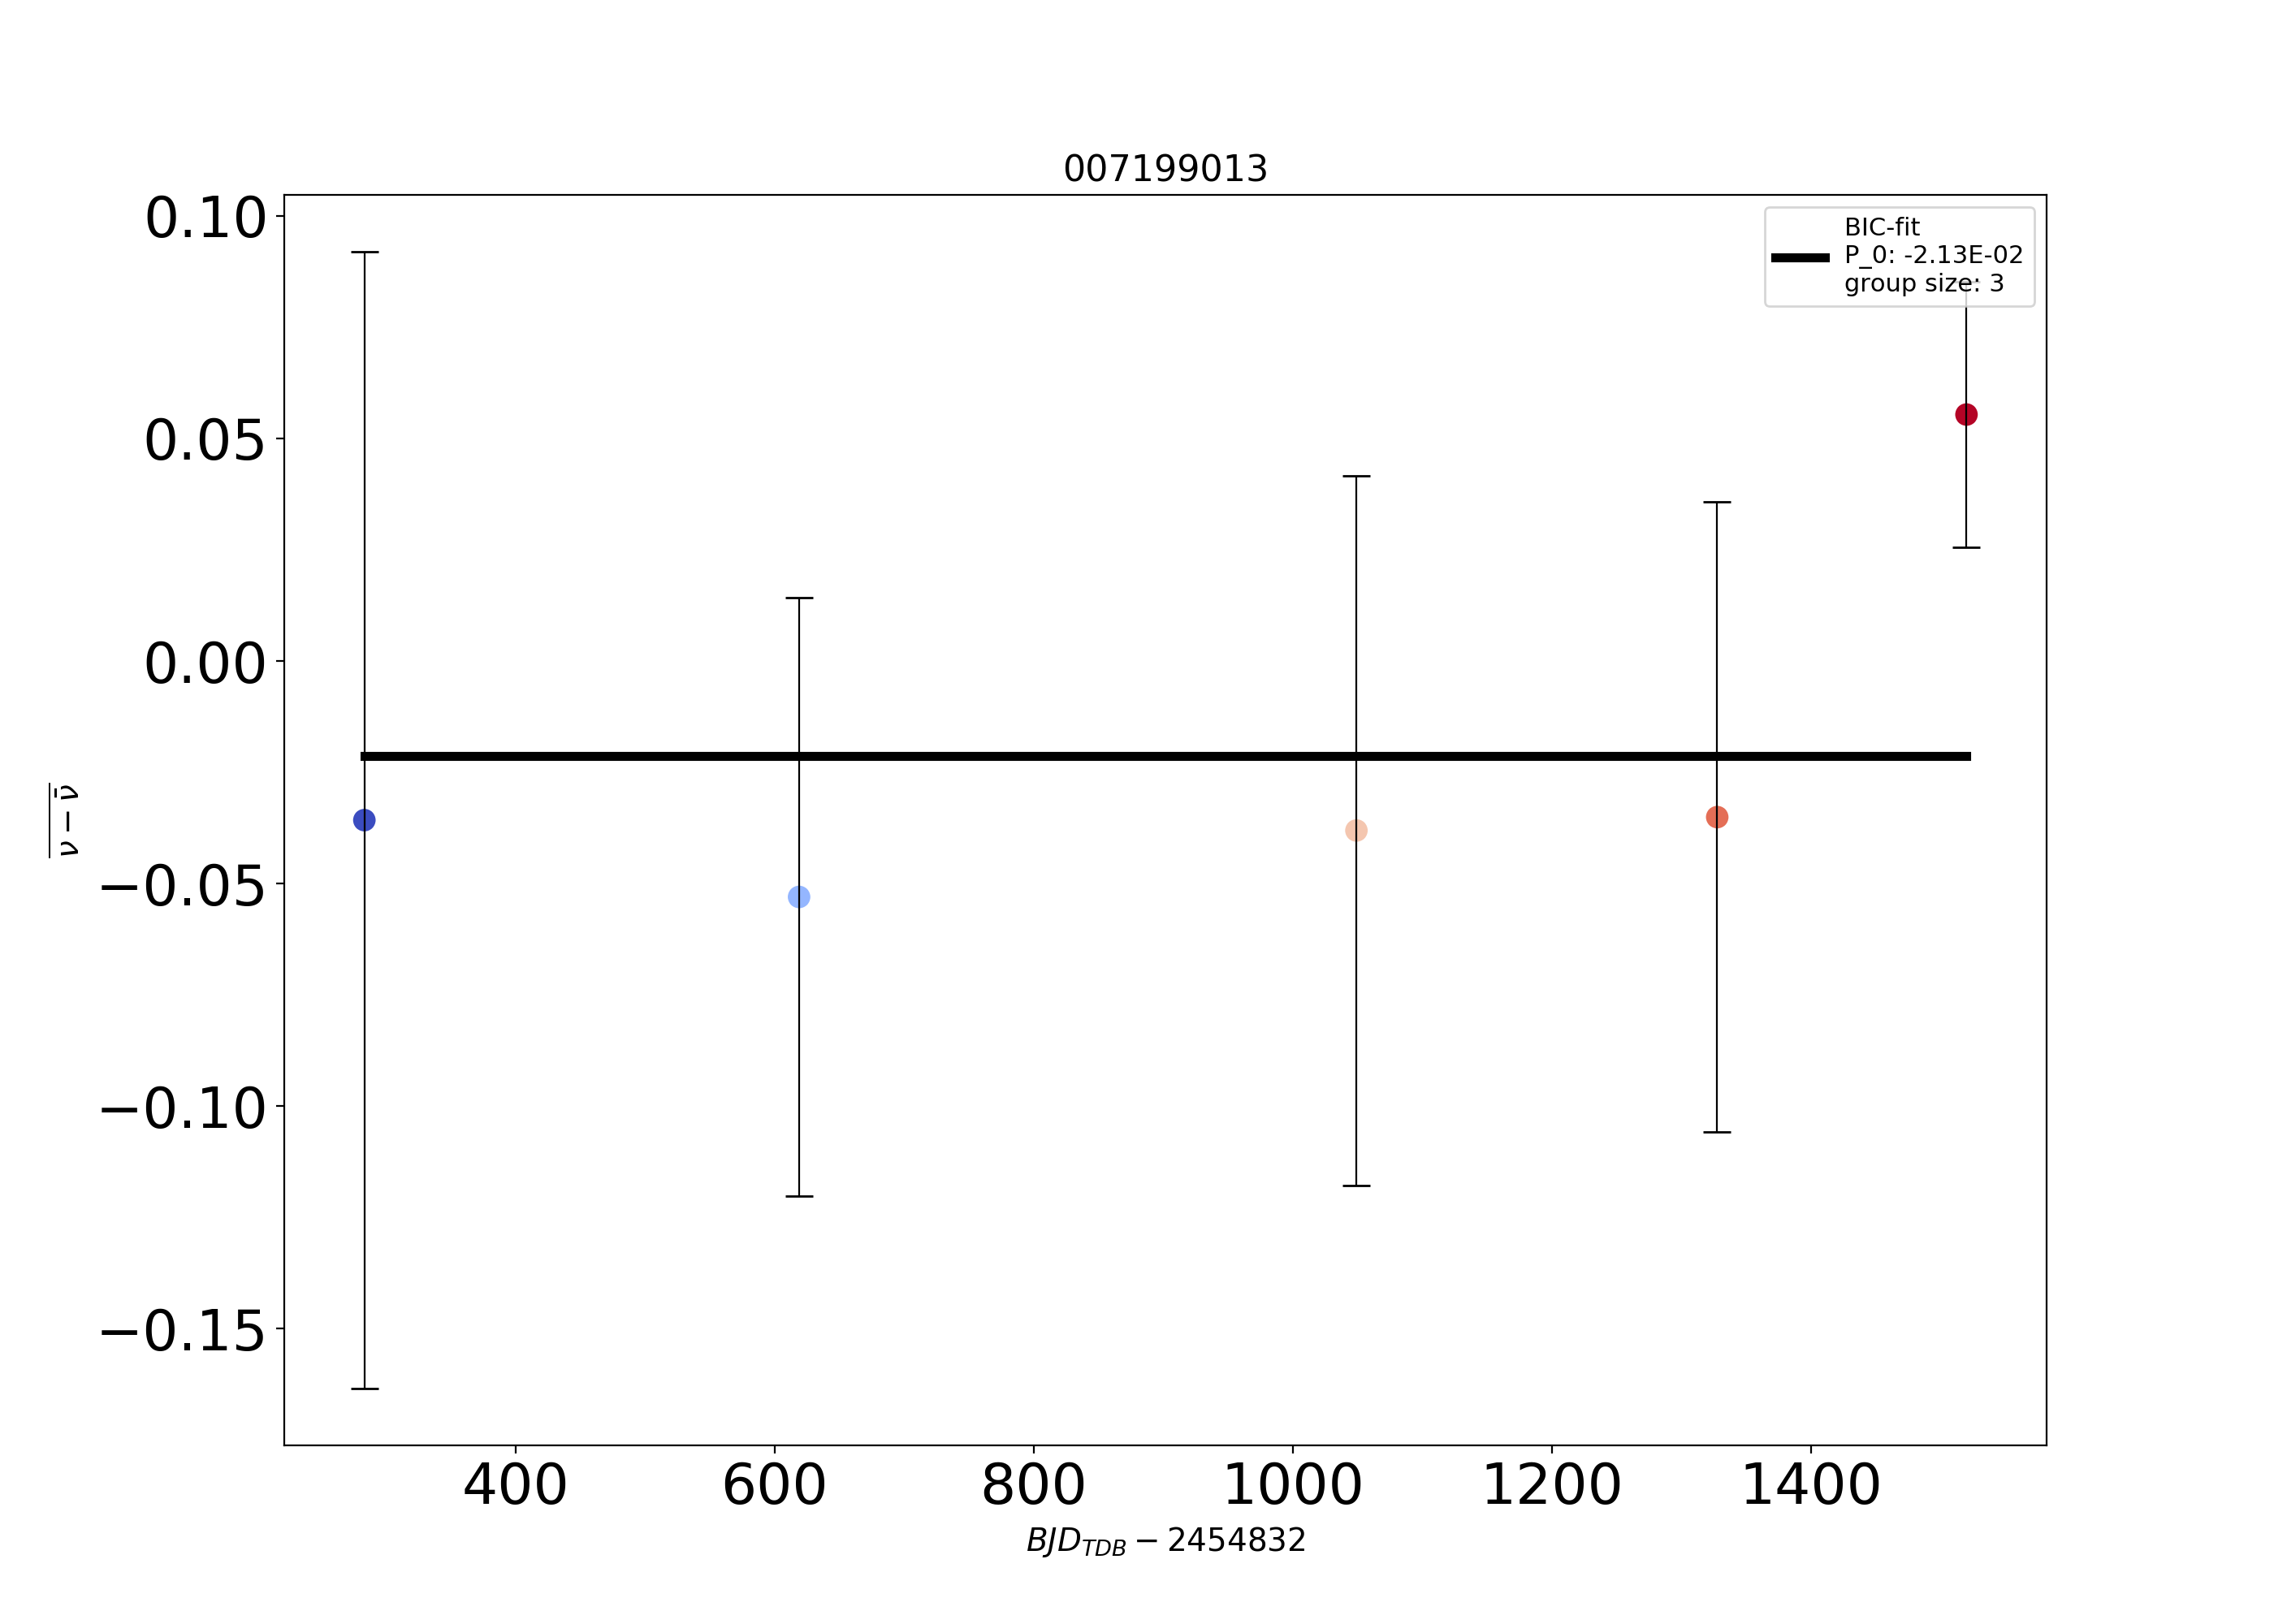 007199013
BIC-fit
P_0: -2.13E-02
group size: 3
0.10
0.05
0.00
−0.05
−0.10
−0.15
ν − ν̄
400 600 800 1000 1200 1400
BJD_TDB − 2454832